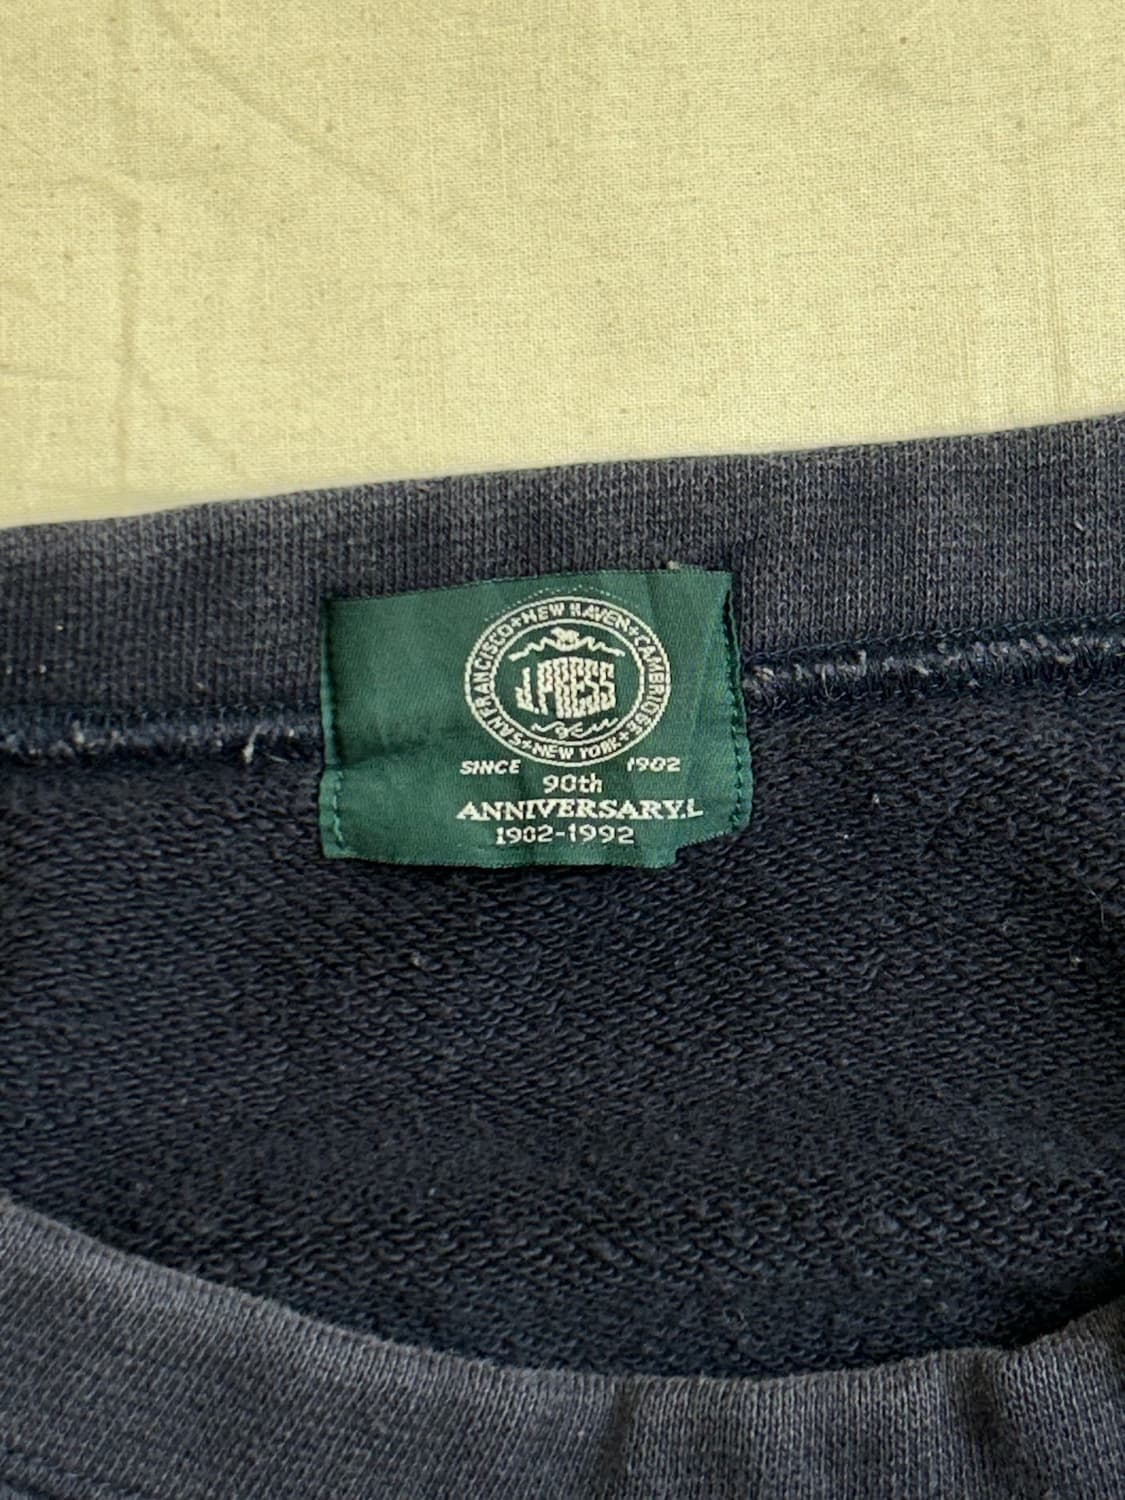 SAN FRANCISCO•NEW HAVEN•CAMBRIDGE•NEW YORK•
J.PRESS
SINCE 1902
90th
ANNIVERSARY.L
1902-1992